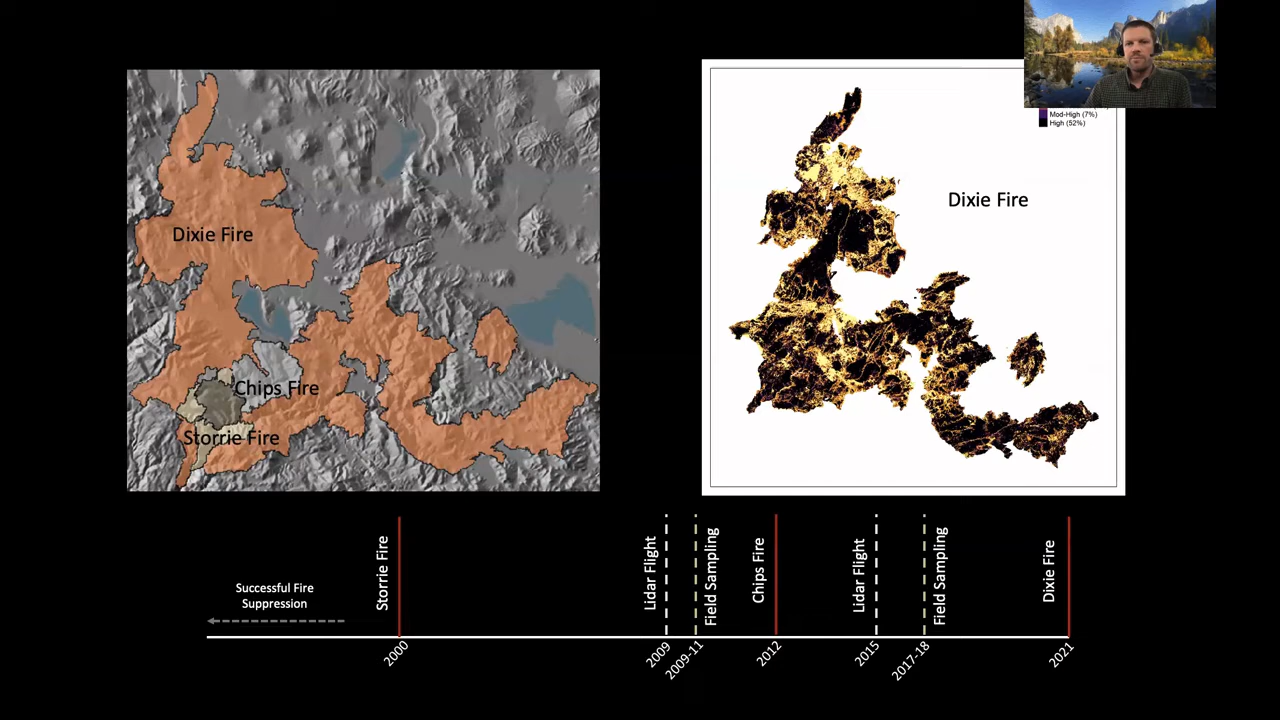 Dixie Fire
Chips Fire
Storrie Fire
Mod-High (7%)
High (52%)
Dixie Fire
Successful Fire
Suppression
Storrie Fire
Lidar Flight
Field Sampling
Chips Fire
Lidar Flight
Field Sampling
Dixie Fire
2000
2009
2009-11
2012
2015
2017-18
2021